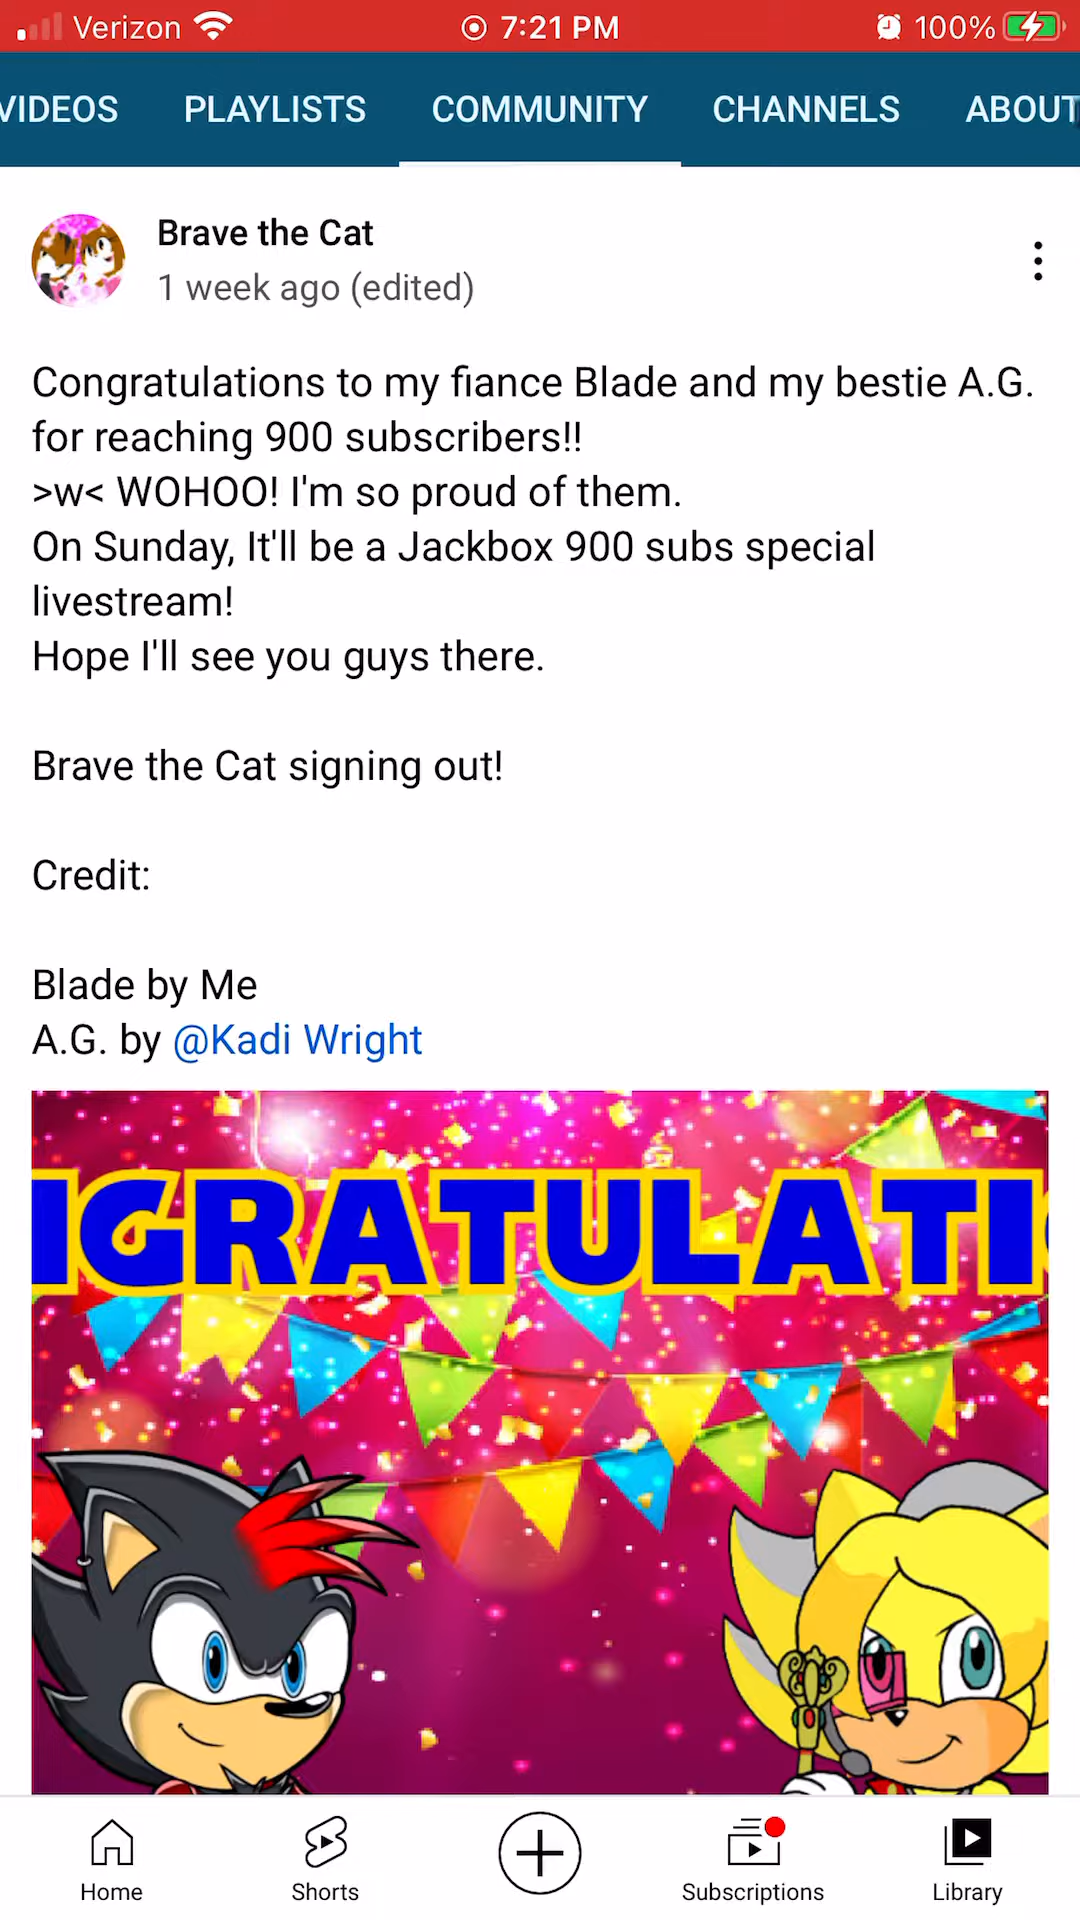 Verizon 7:21 PM 100%
VIDEOS PLAYLISTS COMMUNITY CHANNELS ABOUT
Brave the Cat
1 week ago (edited)
Congratulations to my fiance Blade and my bestie A.G.
for reaching 900 subscribers!!
>w< WOHOO! I'm so proud of them.
On Sunday, It'll be a Jackbox 900 subs special
livestream!
Hope I'll see you guys there.
Brave the Cat signing out!
Credit:
Blade by Me
A.G. by @Kadi Wright
NGRATULATIO
Home Shorts Subscriptions Library